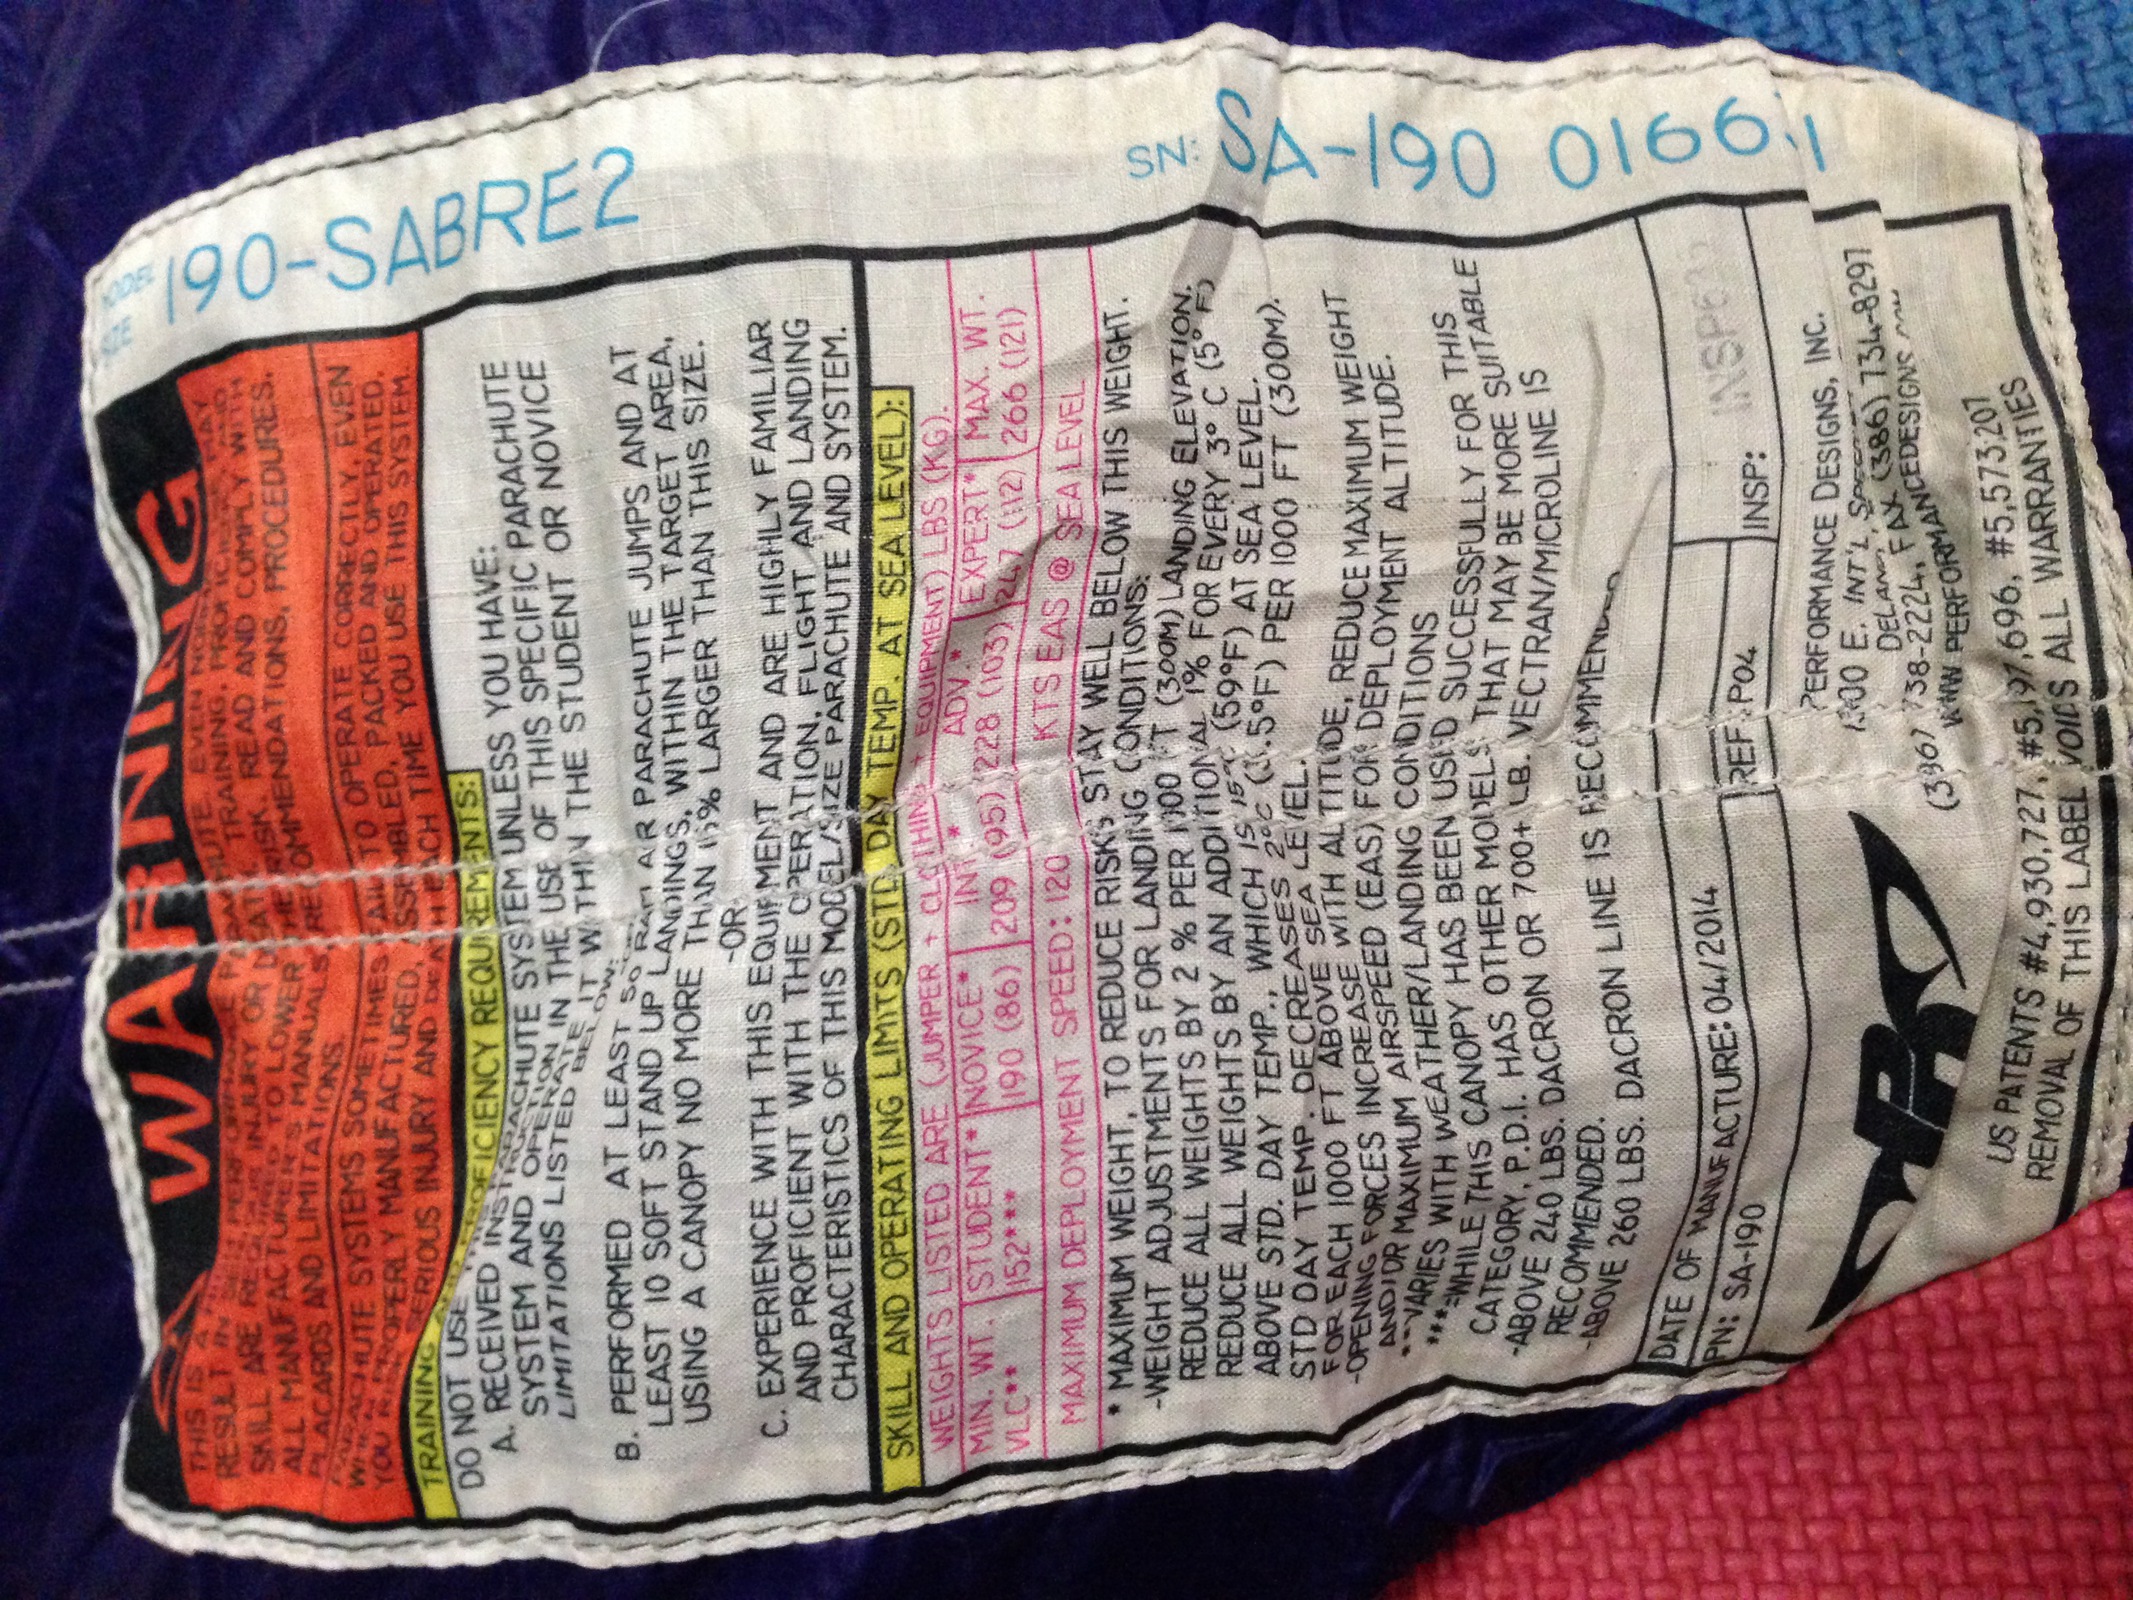 190-SABRE2
SN: SA-190 0166
WARNING
THIS IS A HIGH PERFORMANCE PARACHUTE. EVEN
RESULT IN SERIOUS INJURY OR DEATH. TRAINING, PROFICIENCY AND
SKILL ARE REQUIRED TO LOWER THE RISK. READ AND COMPLY WITH
ALL MANUFACTURER'S MANUALS, RECOMMENDATIONS, PROCEDURES.
PLACARDS AND LIMITATIONS.
PARACHUTE SYSTEMS SOMETIMES FAIL TO OPERATE CORRECTLY, EVEN
WHEN PROPERLY MANUFACTURED, ASSEMBLED, PACKED AND OPERATED.
YOU RISK SERIOUS INJURY AND DEATH EACH TIME YOU USE THIS SYSTEM.
TRAINING AND PROFICIENCY REQUIREMENTS:
DO NOT USE THIS PARACHUTE SYSTEM UNLESS YOU HAVE:
A. RECEIVED INSTRUCTION IN THE USE OF THIS SPECIFIC PARACHUTE
SYSTEM AND OPERATION IT WITHIN THE STUDENT OR NOVICE
LIMITATIONS LISTED BELOW:
B. PERFORMED AT LEAST 50 RAM AIR PARACHUTE JUMPS AND AT
LEAST 10 SOFT STAND UP LANDINGS, WITHIN THE TARGET AREA,
USING A CANOPY NO MORE THAN 15% LARGER THAN THIS SIZE.
-OR-
C. EXPERIENCE WITH THIS EQUIPMENT AND ARE HIGHLY FAMILIAR
AND PROFICIENT WITH THE OPERATION, FLIGHT AND LANDING
CHARACTERISTICS OF THIS MODEL/SIZE PARACHUTE AND SYSTEM.
SKILL AND OPERATING LIMITS (STD. DAY TEMP. AT SEA LEVEL):
WEIGHTS LISTED ARE (JUMPER + CLOTHING + EQUIPMENT) LBS (KG).
MIN. WT. STUDENT* NOVICE* INT* ADV.* EXPERT* MAX. WT.
VLC** 152**** 190 (86) 209 (95) 228 (103) 247 (112) 266 (121)
MAXIMUM DEPLOYMENT SPEED: 120 KTS EAS @ SEA LEVEL
* MAXIMUM WEIGHT, TO REDUCE RISKS STAY WELL BELOW THIS WEIGHT.
-WEIGHT ADJUSTMENTS FOR LANDING CONDITIONS:
REDUCE ALL WEIGHTS BY 2 % PER 1000 FT (300M) LANDING ELEVATION.
REDUCE ALL WEIGHTS BY AN ADDITIONAL 1% FOR EVERY 3° C (5° F)
ABOVE STD. DAY TEMP., WHICH IS 15°C (59°F) AT SEA LEVEL.
STD DAY TEMP. DECREASES 2°C (3.5°F) PER 1000 FT (300M).
FOR EACH 1000 FT ABOVE SEA LEVEL.
-OPENING FORCES INCREASE WITH ALTITUDE, REDUCE MAXIMUM WEIGHT
AND/OR MAXIMUM AIRSPEED (EAS) FOR DEPLOYMENT ALTITUDE.
**=VARIES WITH WEATHER/LANDING CONDITIONS
***=WHILE THIS CANOPY HAS BEEN USED SUCCESSFULLY FOR THIS
CATEGORY, P.D.I. HAS OTHER MODELS THAT MAY BE MORE SUITABLE
-ABOVE 240 LBS. DACRON OR 700+ LB. VECTRAN/MICROLINE IS
RECOMMENDED.
-ABOVE 260 LBS. DACRON LINE IS RECOMMENDED
DATE OF MANUFACTURE: 04/2014 INSP:
PN: SA-190 REF: P04
PERFORMANCE DESIGNS, INC.
1300 E. INT'L
DELAND,
(386) 738-2224, FAX (386) 734-8297
WWW.PERFORMANCEDESIGNS
US PATENTS #4,930,727, #5,197,696, #5,573,207
REMOVAL OF THIS LABEL VOIDS ALL WARRANTIES